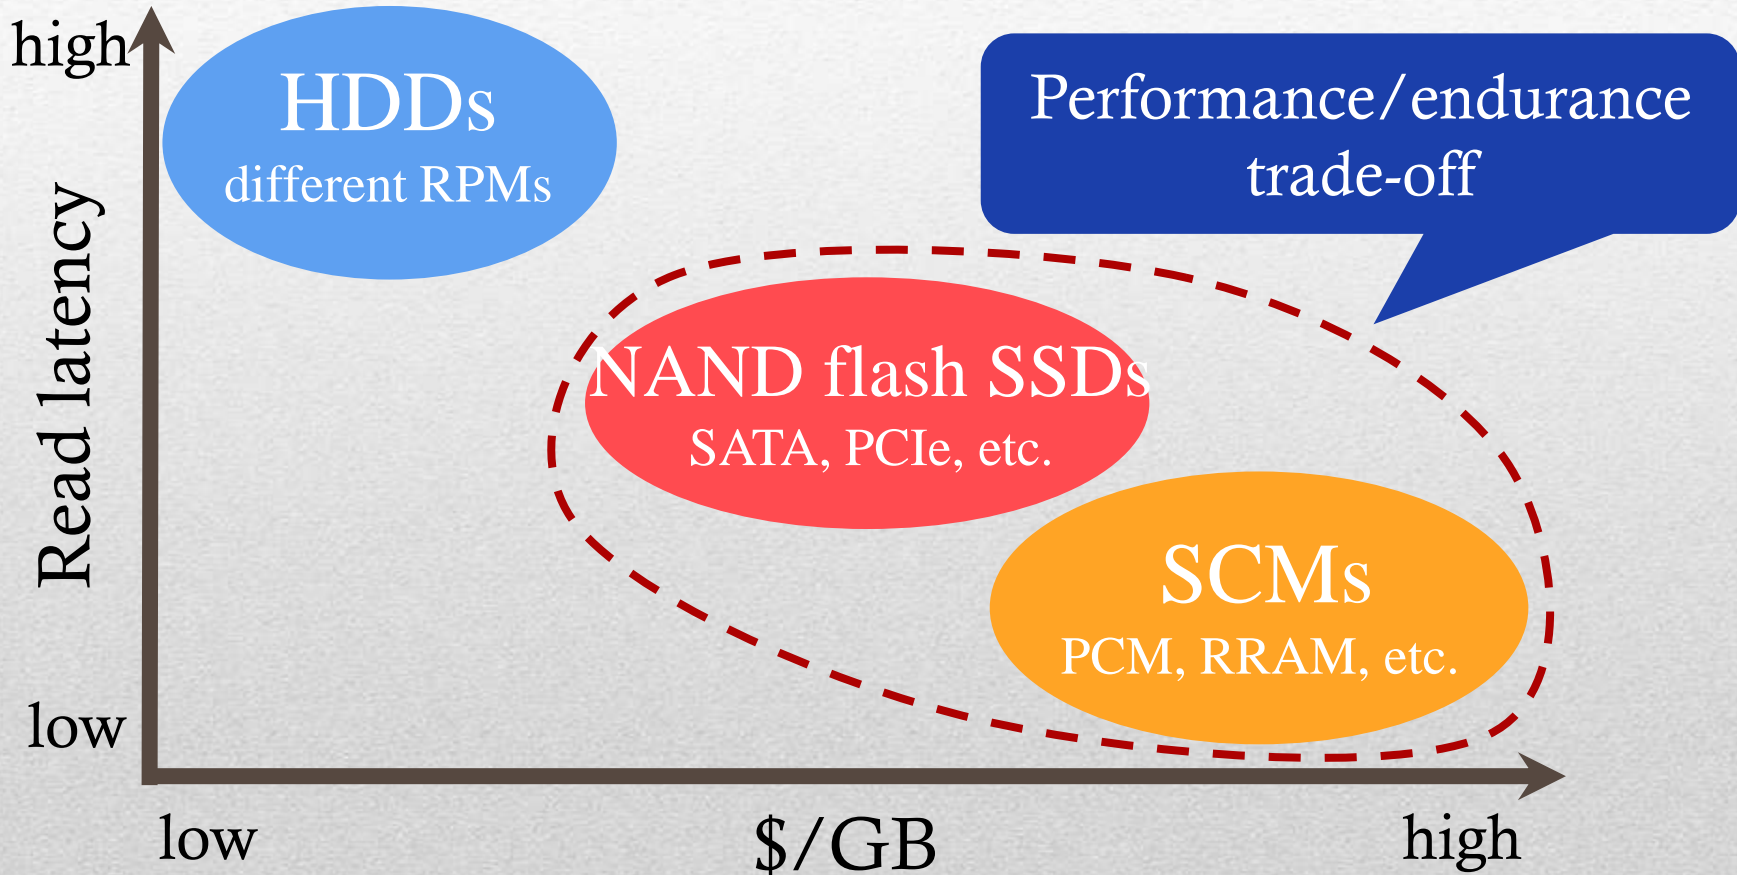 high
HDDs
different RPMs
Performance/endurance
trade-off
Read latency
NAND flash SSDs
SATA, PCIe, etc.
SCMs
PCM, RRAM, etc.
low
low
$/GB
high